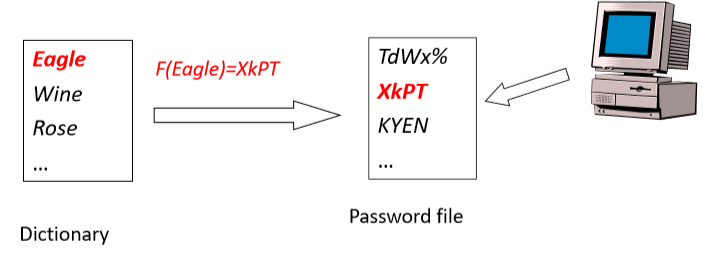 Eagle
Wine
Rose
...
Dictionary
F(Eagle)=XkPT
TdWx%
XkPT
KYEN
...
Password file